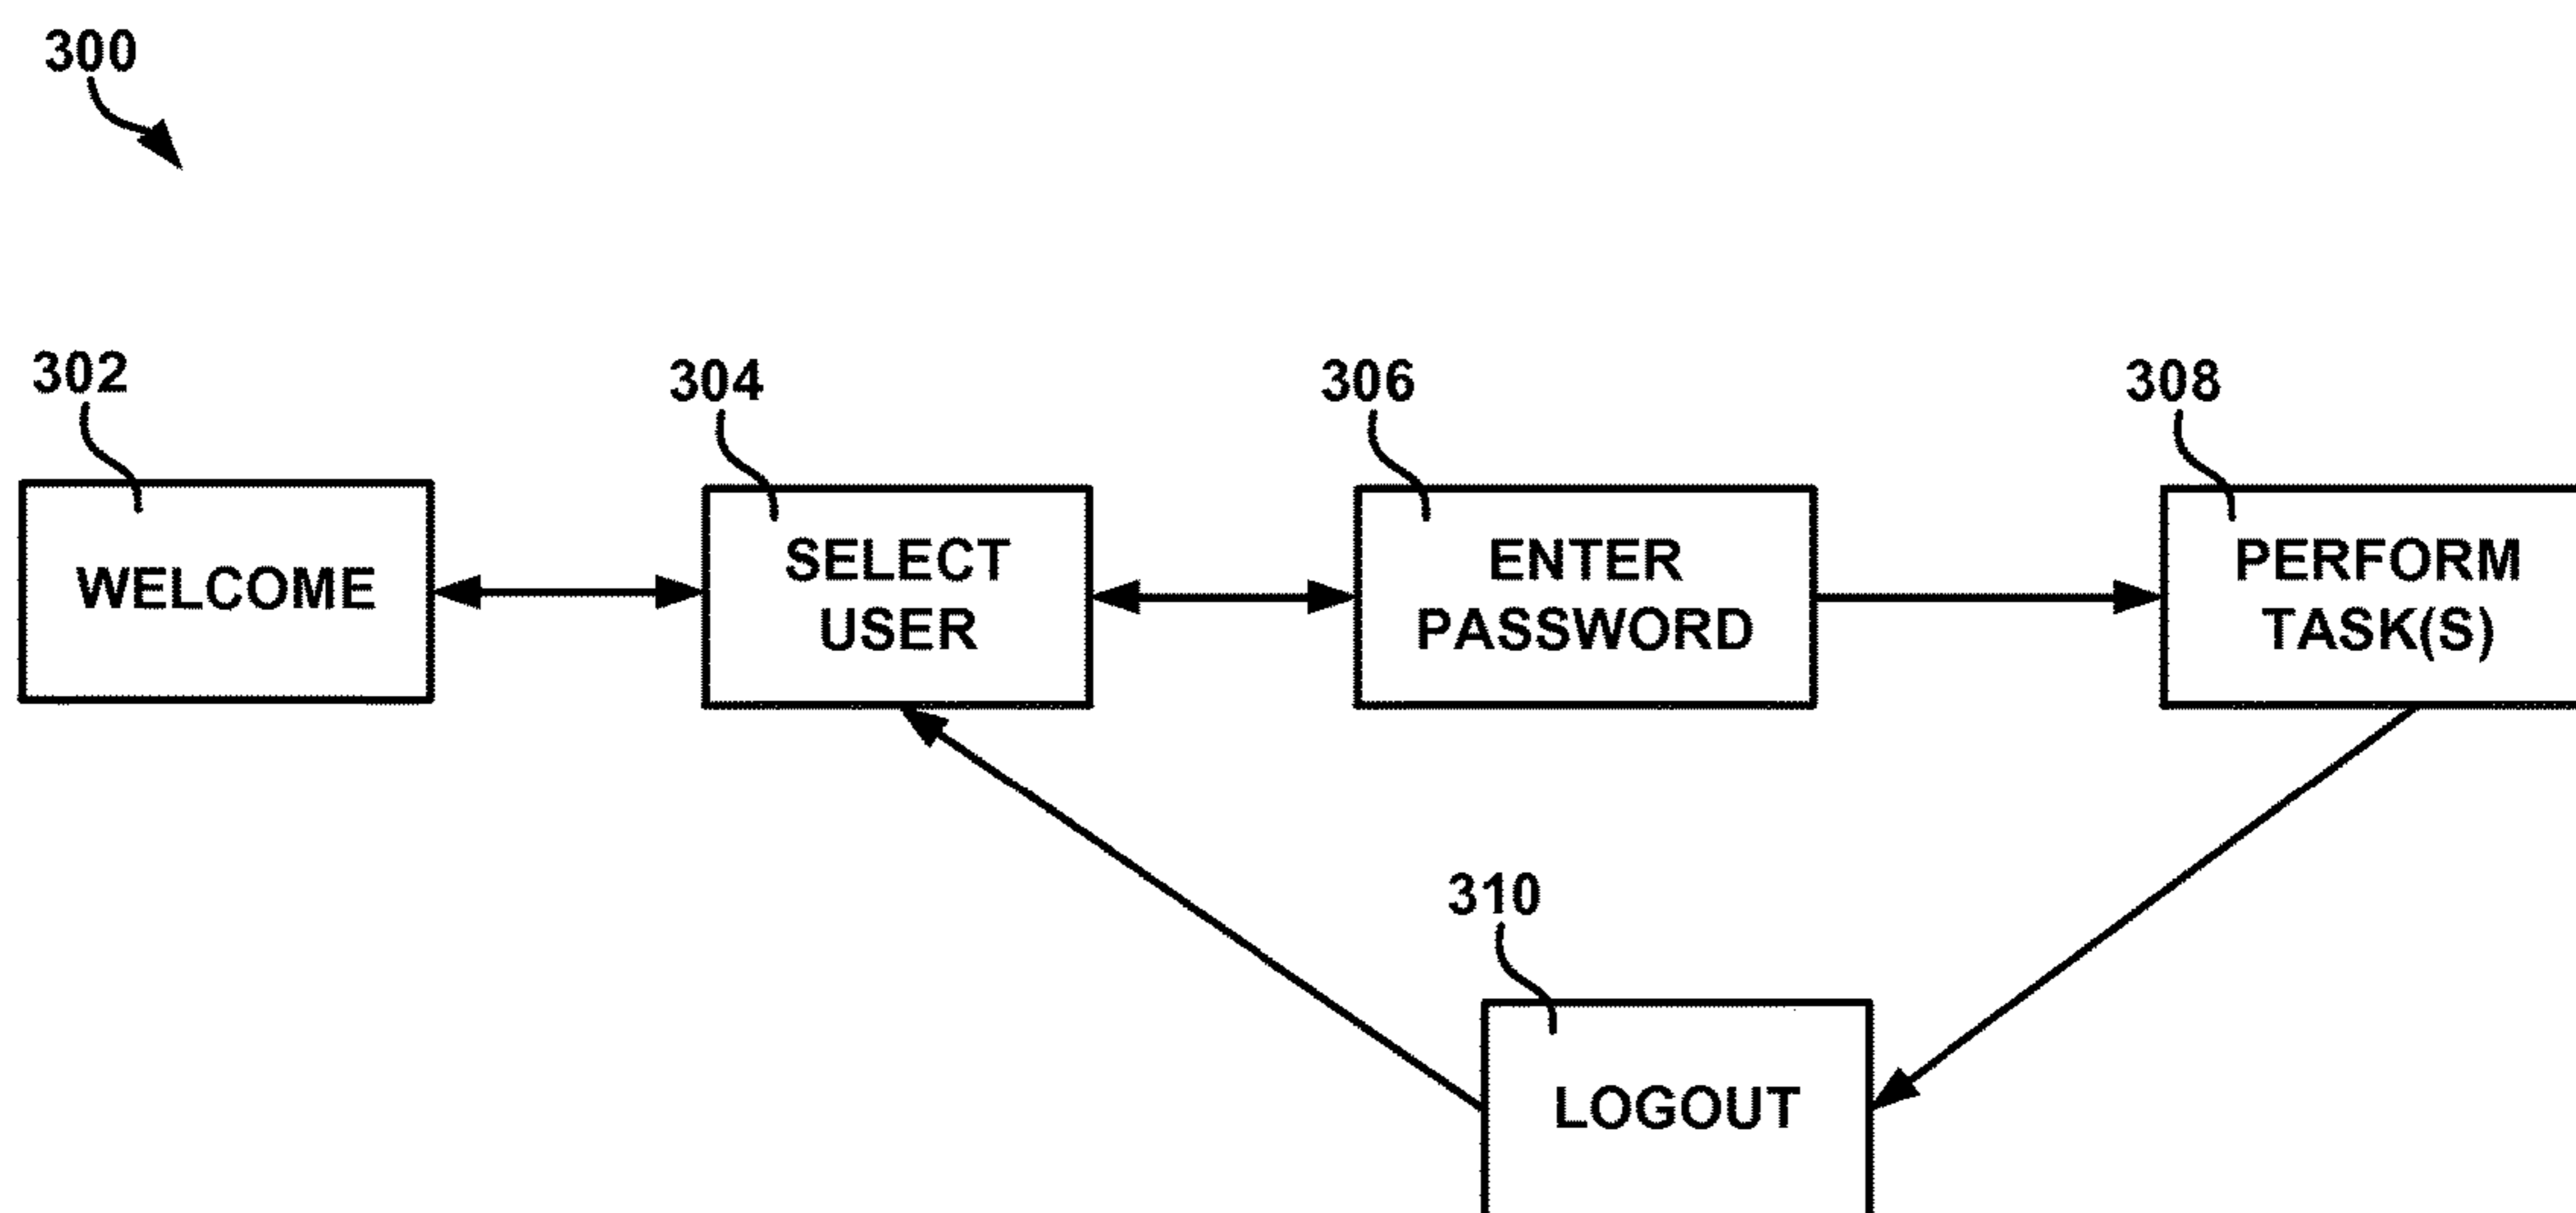 300
302
304
306
308
WELCOME
SELECT
USER
ENTER
PASSWORD
PERFORM
TASK(S)
310
LOGOUT